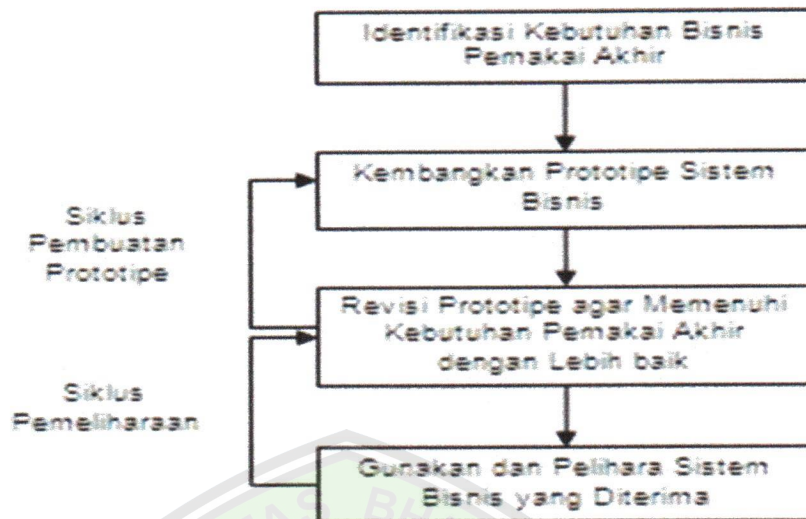 Identifikasi Kebutuhan Bisnis
Pemakai Akhir
Kembangkan Prototipe Sistem
Bisnis
Siklus
Pembuatan
Prototipe
Revisi Prototipe agar Memenuhi
Kebutuhan Pemakai Akhir
dengan Lebih baik
Siklus
Pemeliharaan
Gunakan dan Pelihara Sistem
Bisnis yang Diterima